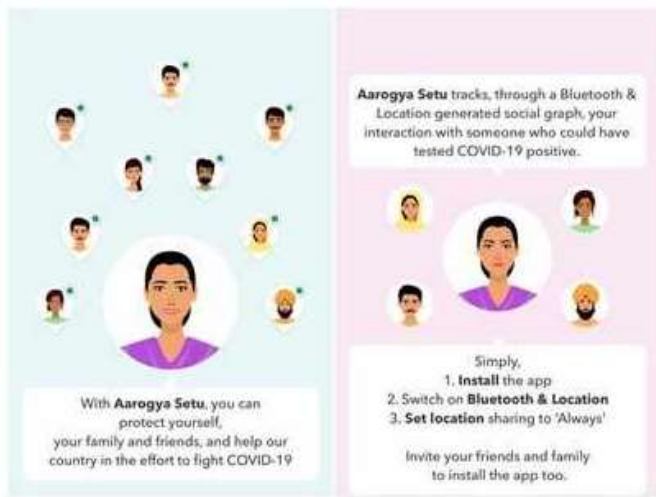 With Aarogya Setu, you can
protect yourself,
your family and friends, and help our
country in the effort to fight COVID-19
Aarogya Setu tracks, through a Bluetooth &
Location generated social graph, your
interaction with someone who could have
tested COVID-19 positive.
Simply,
1. Install the app
2. Switch on Bluetooth & Location
3. Set location sharing to 'Always'
Invite your friends and family
to install the app too.